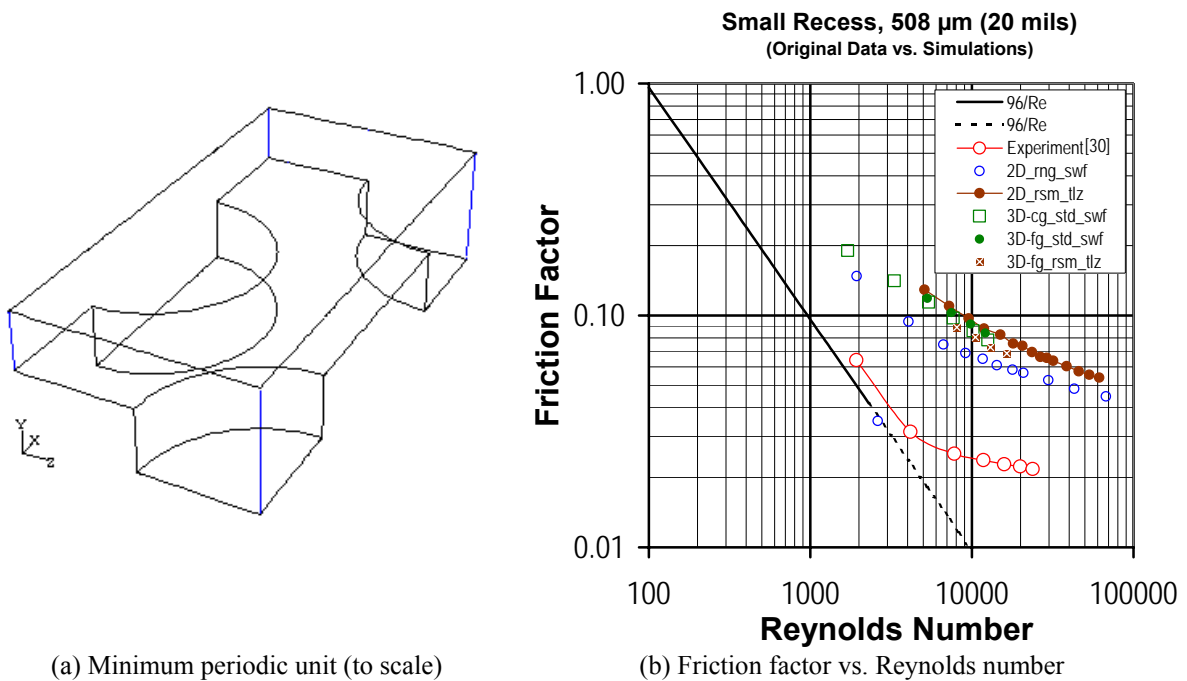 Small Recess, 508 µm (20 mils)
(Original Data vs. Simulations)
Friction Factor
1.00
0.10
0.01
96/Re
96/Re
Experiment[30]
2D_rng_swf
2D_rsm_tlz
3D-cg_std_swf
3D-fg_std_swf
3D-fg_rsm_tlz
100
1000
10000
100000
Reynolds Number
Y
X
Z
(a) Minimum periodic unit (to scale)
(b) Friction factor vs. Reynolds number